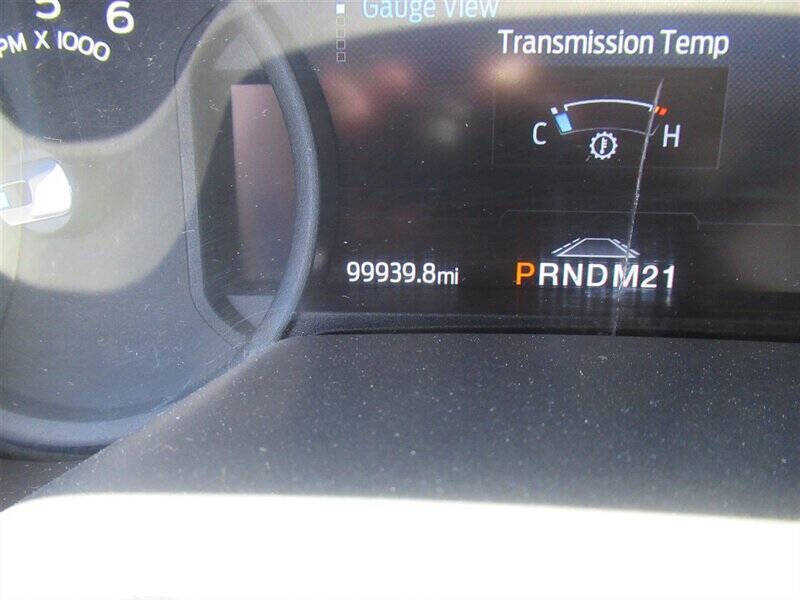 5 6
PM X 1000
Gauge View
Transmission Temp
C H
99939.8mi
PRNDM21